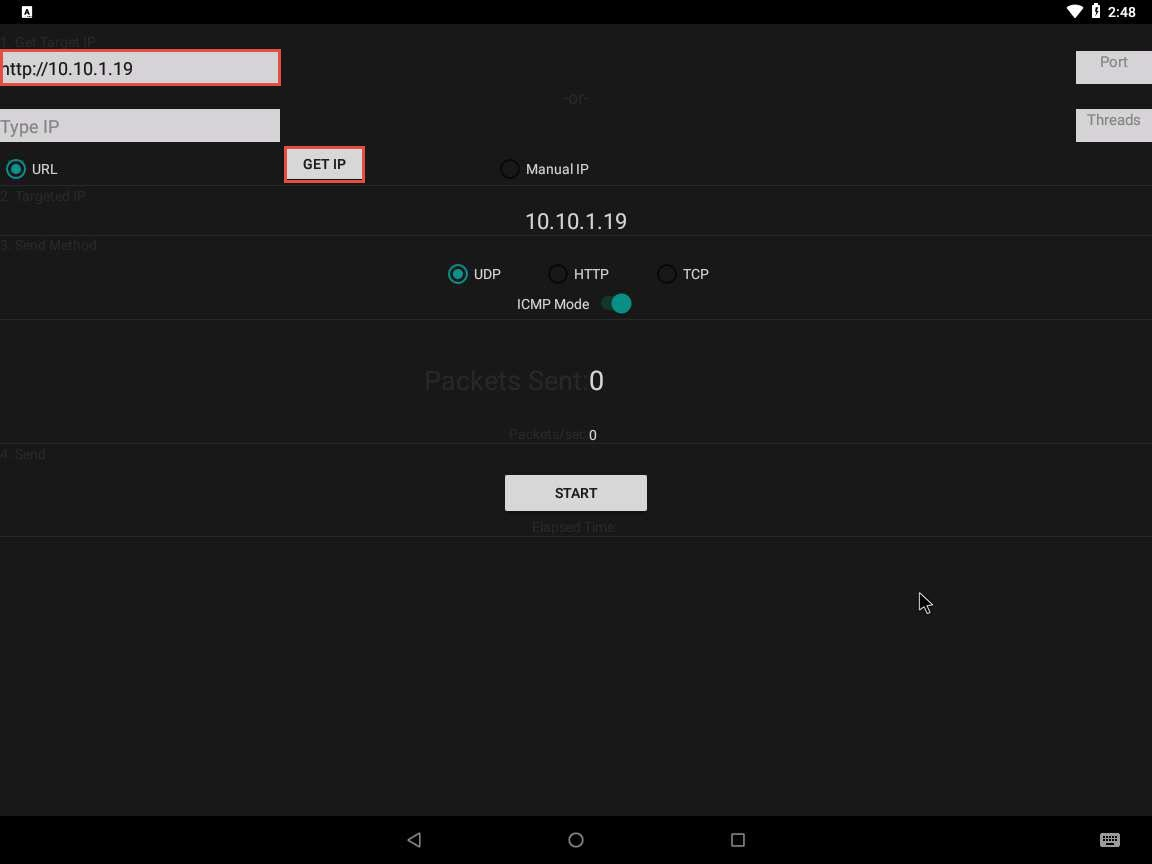 2:48
1. Get Target IP
http://10.10.1.19
Port
-or-
Type IP
Threads
URL
GET IP
Manual IP
2. Targeted IP
10.10.1.19
3. Send Method
UDP HTTP TCP
ICMP Mode
Packets Sent:0
Packets/sec: 0
4. Send
START
Elapsed Time: